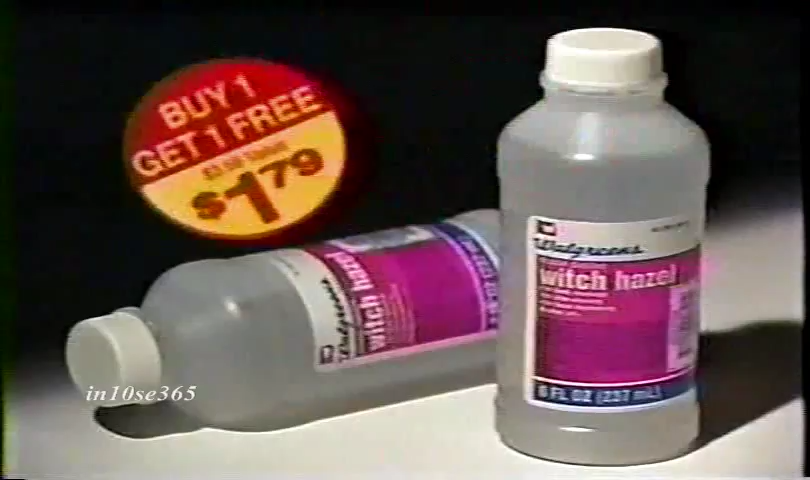 BUY 1
GET 1 FREE
$1.79
Walgreens
witch hazel
Walgreens
witch hazel
8 FL OZ (237 mL)
in10se365